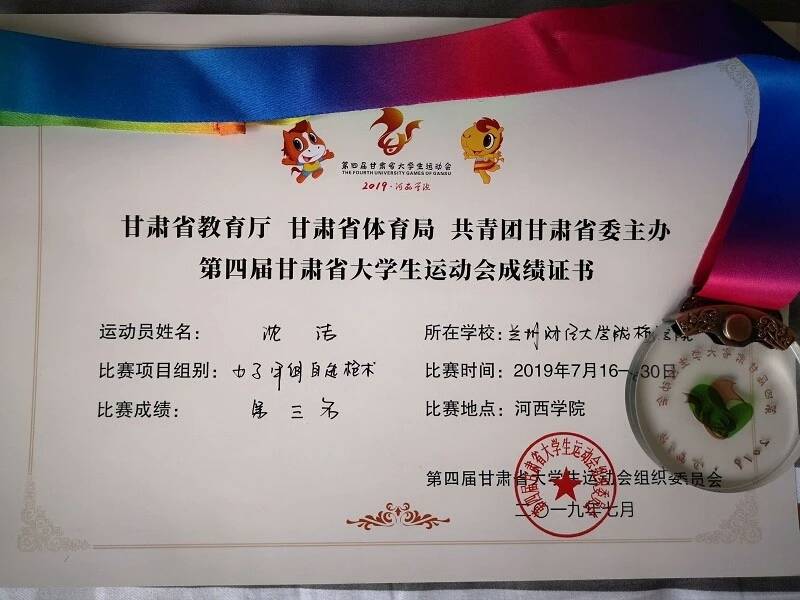 第四届甘肃省大学生运动会
THE FOURTH UNIVERSITY GAMES OF GANSU
2019·河西学院
甘肃省教育厅 甘肃省体育局 共青团甘肃省委主办
第四届甘肃省大学生运动会成绩证书
运动员姓名： 沈洁
所在学校: 兰州财经大学陇桥学院
比赛项目组别: 女子甲组自选枪术
比赛时间: 2019年7月16—30日
比赛成绩: 第三名
比赛地点: 河西学院
第四届甘肃省大学生运动会组织委员会
二〇一九年七月
2019